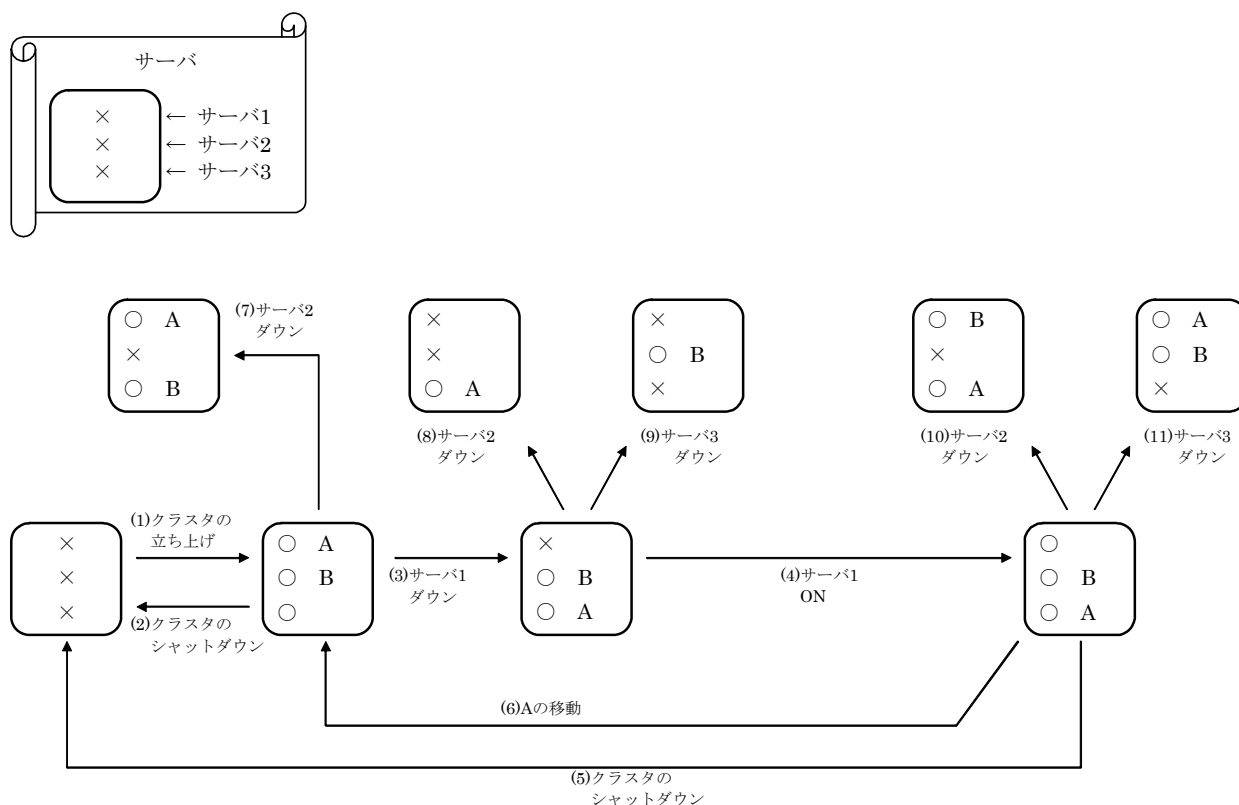 サーバ
× ← サーバ1
× ← サーバ2
× ← サーバ3
○ A
×
○ B
(7)サーバ2
ダウン
×
×
○ A
(8)サーバ2
ダウン
×
○ B
×
(9)サーバ3
ダウン
○ B
×
○ A
(10)サーバ2
ダウン
○ A
○ B
×
(11)サーバ3
ダウン
×
×
×
(1)クラスタの
立ち上げ
(2)クラスタの
シャットダウン
○ A
○ B
○
(3)サーバ1
ダウン
×
○ B
○ A
(4)サーバ1
ON
○
○ B
○ A
(6)Aの移動
(5)クラスタの
シャットダウン